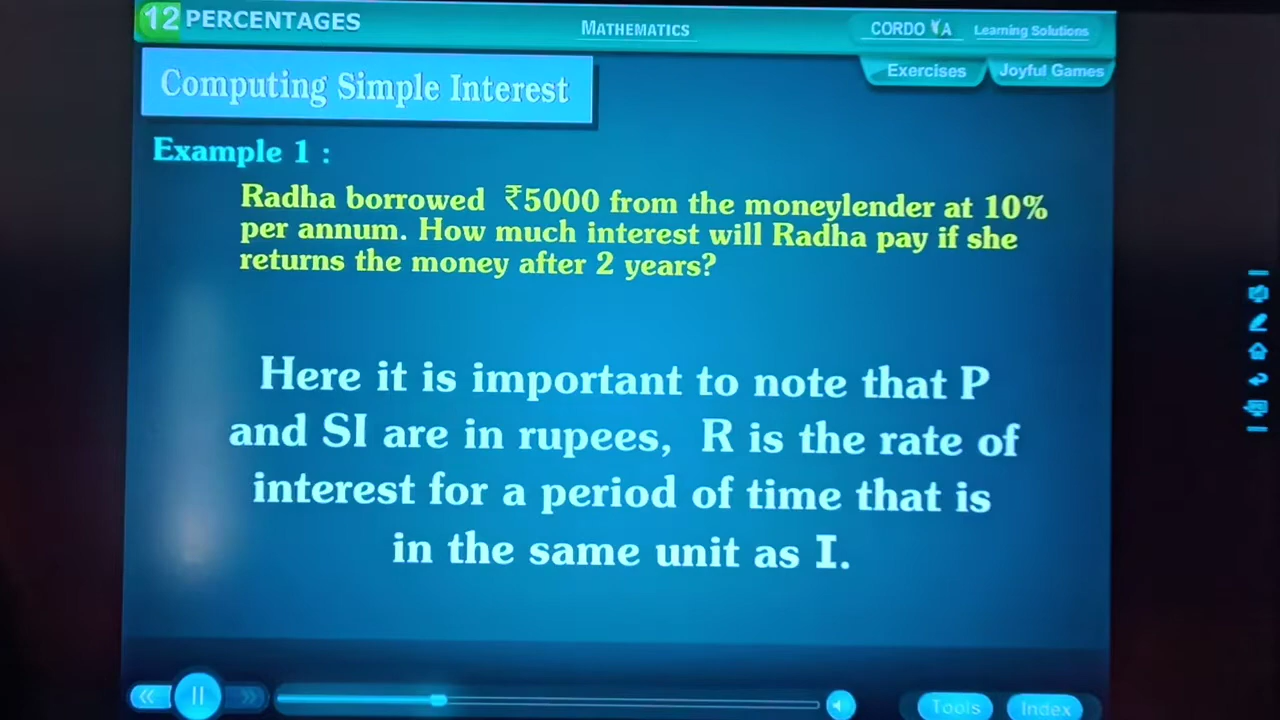 12 PERCENTAGES
MATHEMATICS
CORDOVA Learning Solutions
Exercises Joyful Games
Computing Simple Interest
Example 1 :
Radha borrowed ₹5000 from the moneylender at 10%
per annum. How much interest will Radha pay if she
returns the money after 2 years?
Here it is important to note that P
and SI are in rupees, R is the rate of
interest for a period of time that is
in the same unit as I.
Tools Index